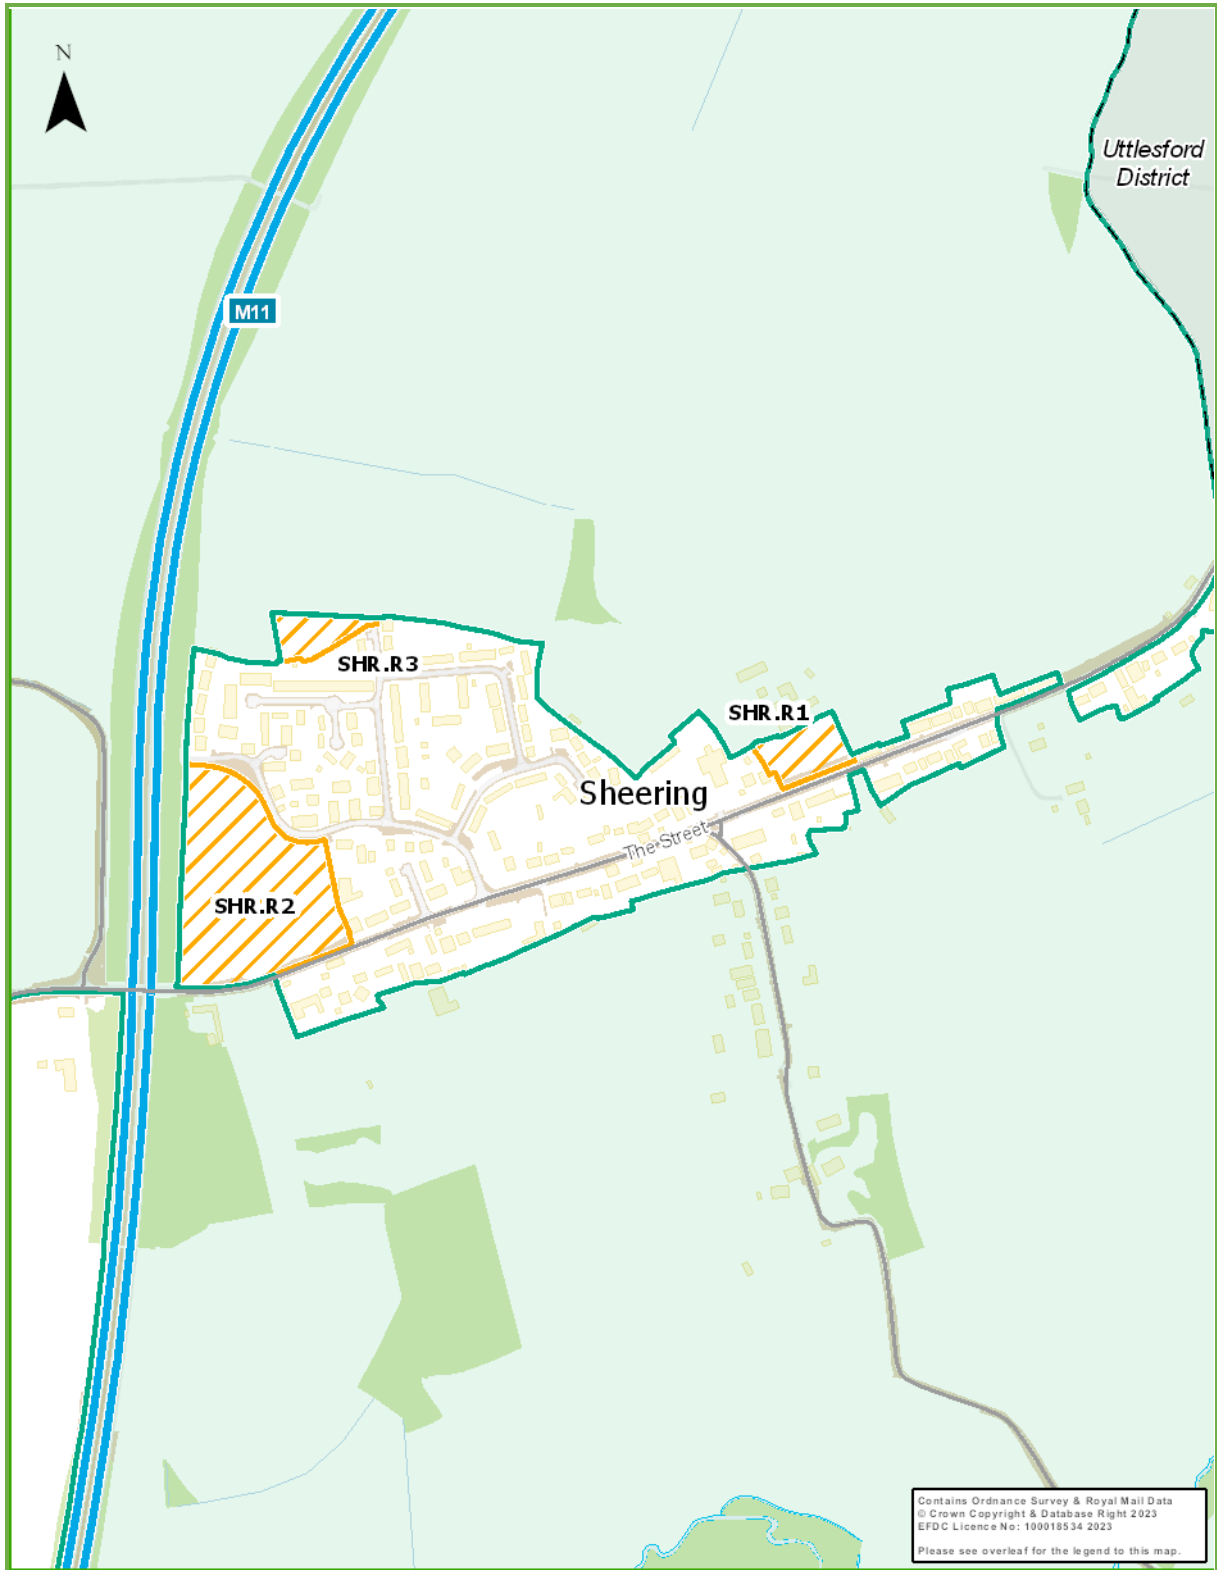 N
Uttlesford
District
M11
SHR.R3
SHR.R1
Sheering
The Street
SHR.R2
Contains Ordnance Survey & Royal Mail Data
© Crown Copyright & Database Right 2023
EFDC Licence No: 100018534 2023
Please see overleaf for the legend to this map.